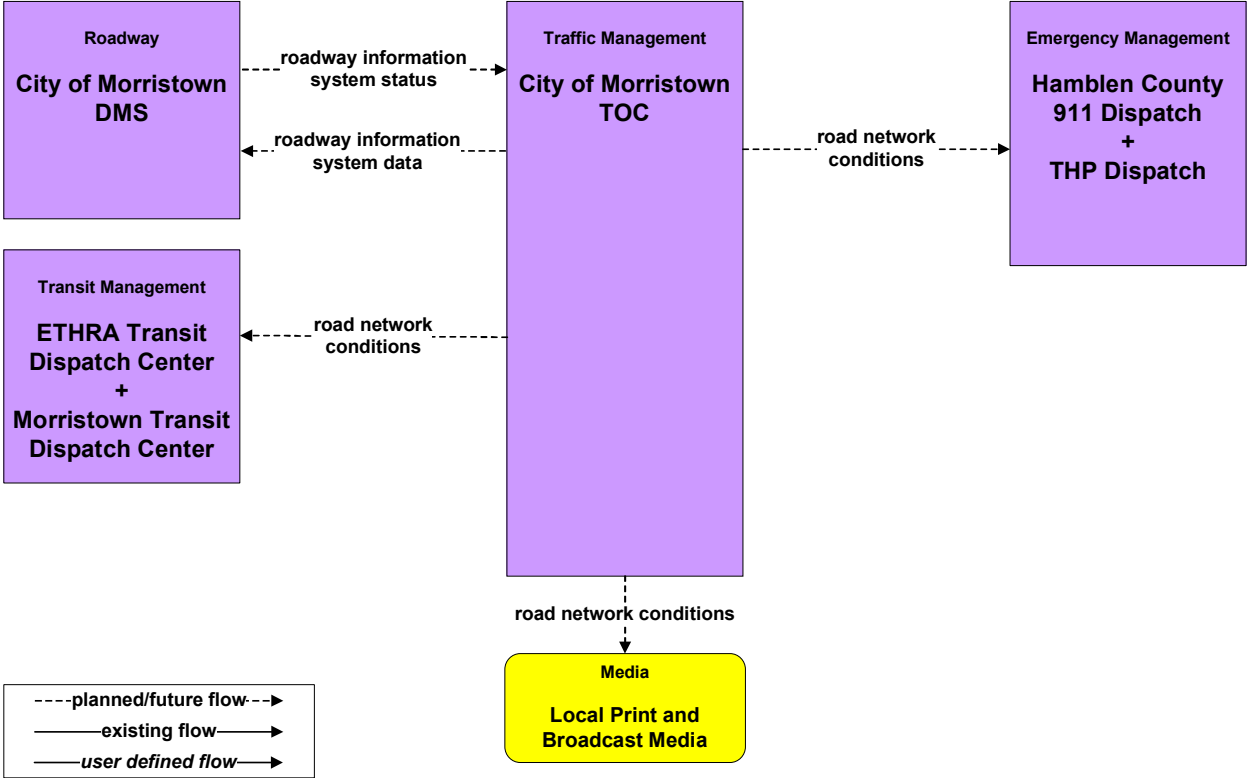 Roadway
City of Morristown
DMS
roadway information
system status
roadway information
system data
Traffic Management
City of Morristown
TOC
Emergency Management
Hamblen County
911 Dispatch
+
THP Dispatch
road network
conditions
Transit Management
ETHRA Transit
Dispatch Center
+
Morristown Transit
Dispatch Center
road network
conditions
road network conditions
Media
Local Print and
Broadcast Media
planned/future flow
existing flow
user defined flow